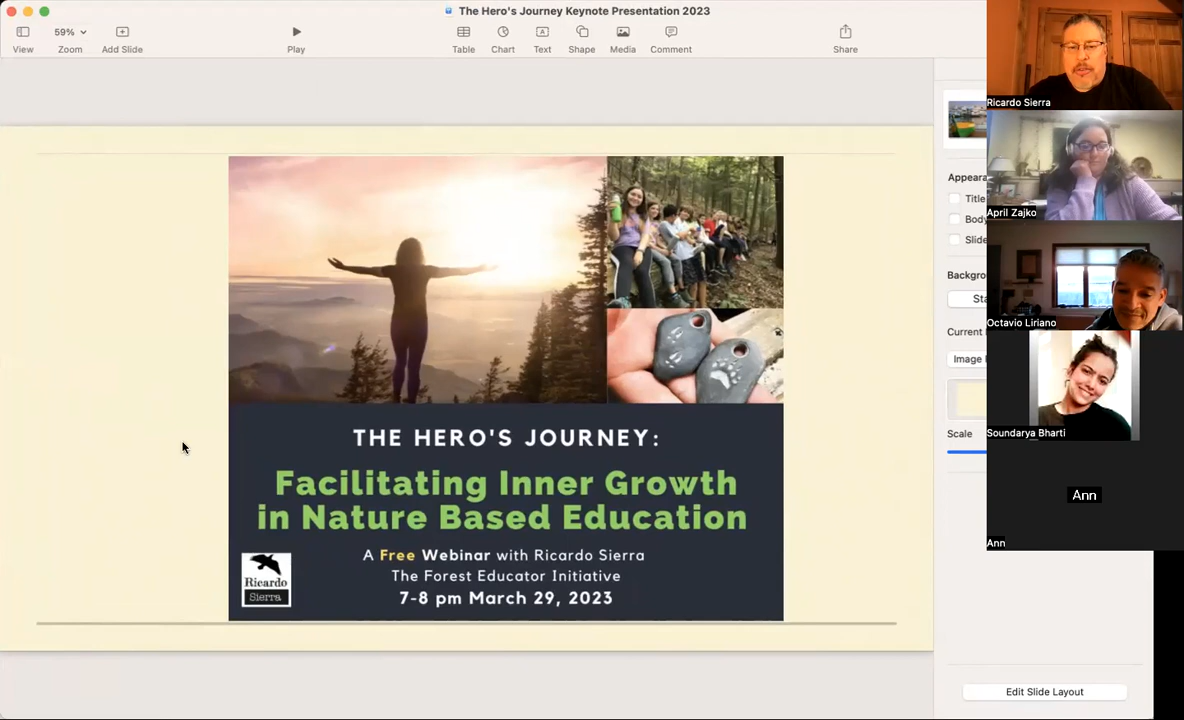 The Hero's Journey Keynote Presentation 2023
59%
View
Zoom
Add Slide
Play
Table
Chart
Text
Shape
Media
Comment
Share
THE HERO'S JOURNEY:
Facilitating Inner Growth
in Nature Based Education
A Free Webinar with Ricardo Sierra
The Forest Educator Initiative
7-8 pm March 29, 2023
Ricardo
Sierra
Appeara
Title
Body
Slide
Backgro
Sta
Current
Image
Scale
Edit Slide Layout
Ricardo Sierra
April Zajko
Octavio Liriano
Soundarya Bharti
Ann
Ann